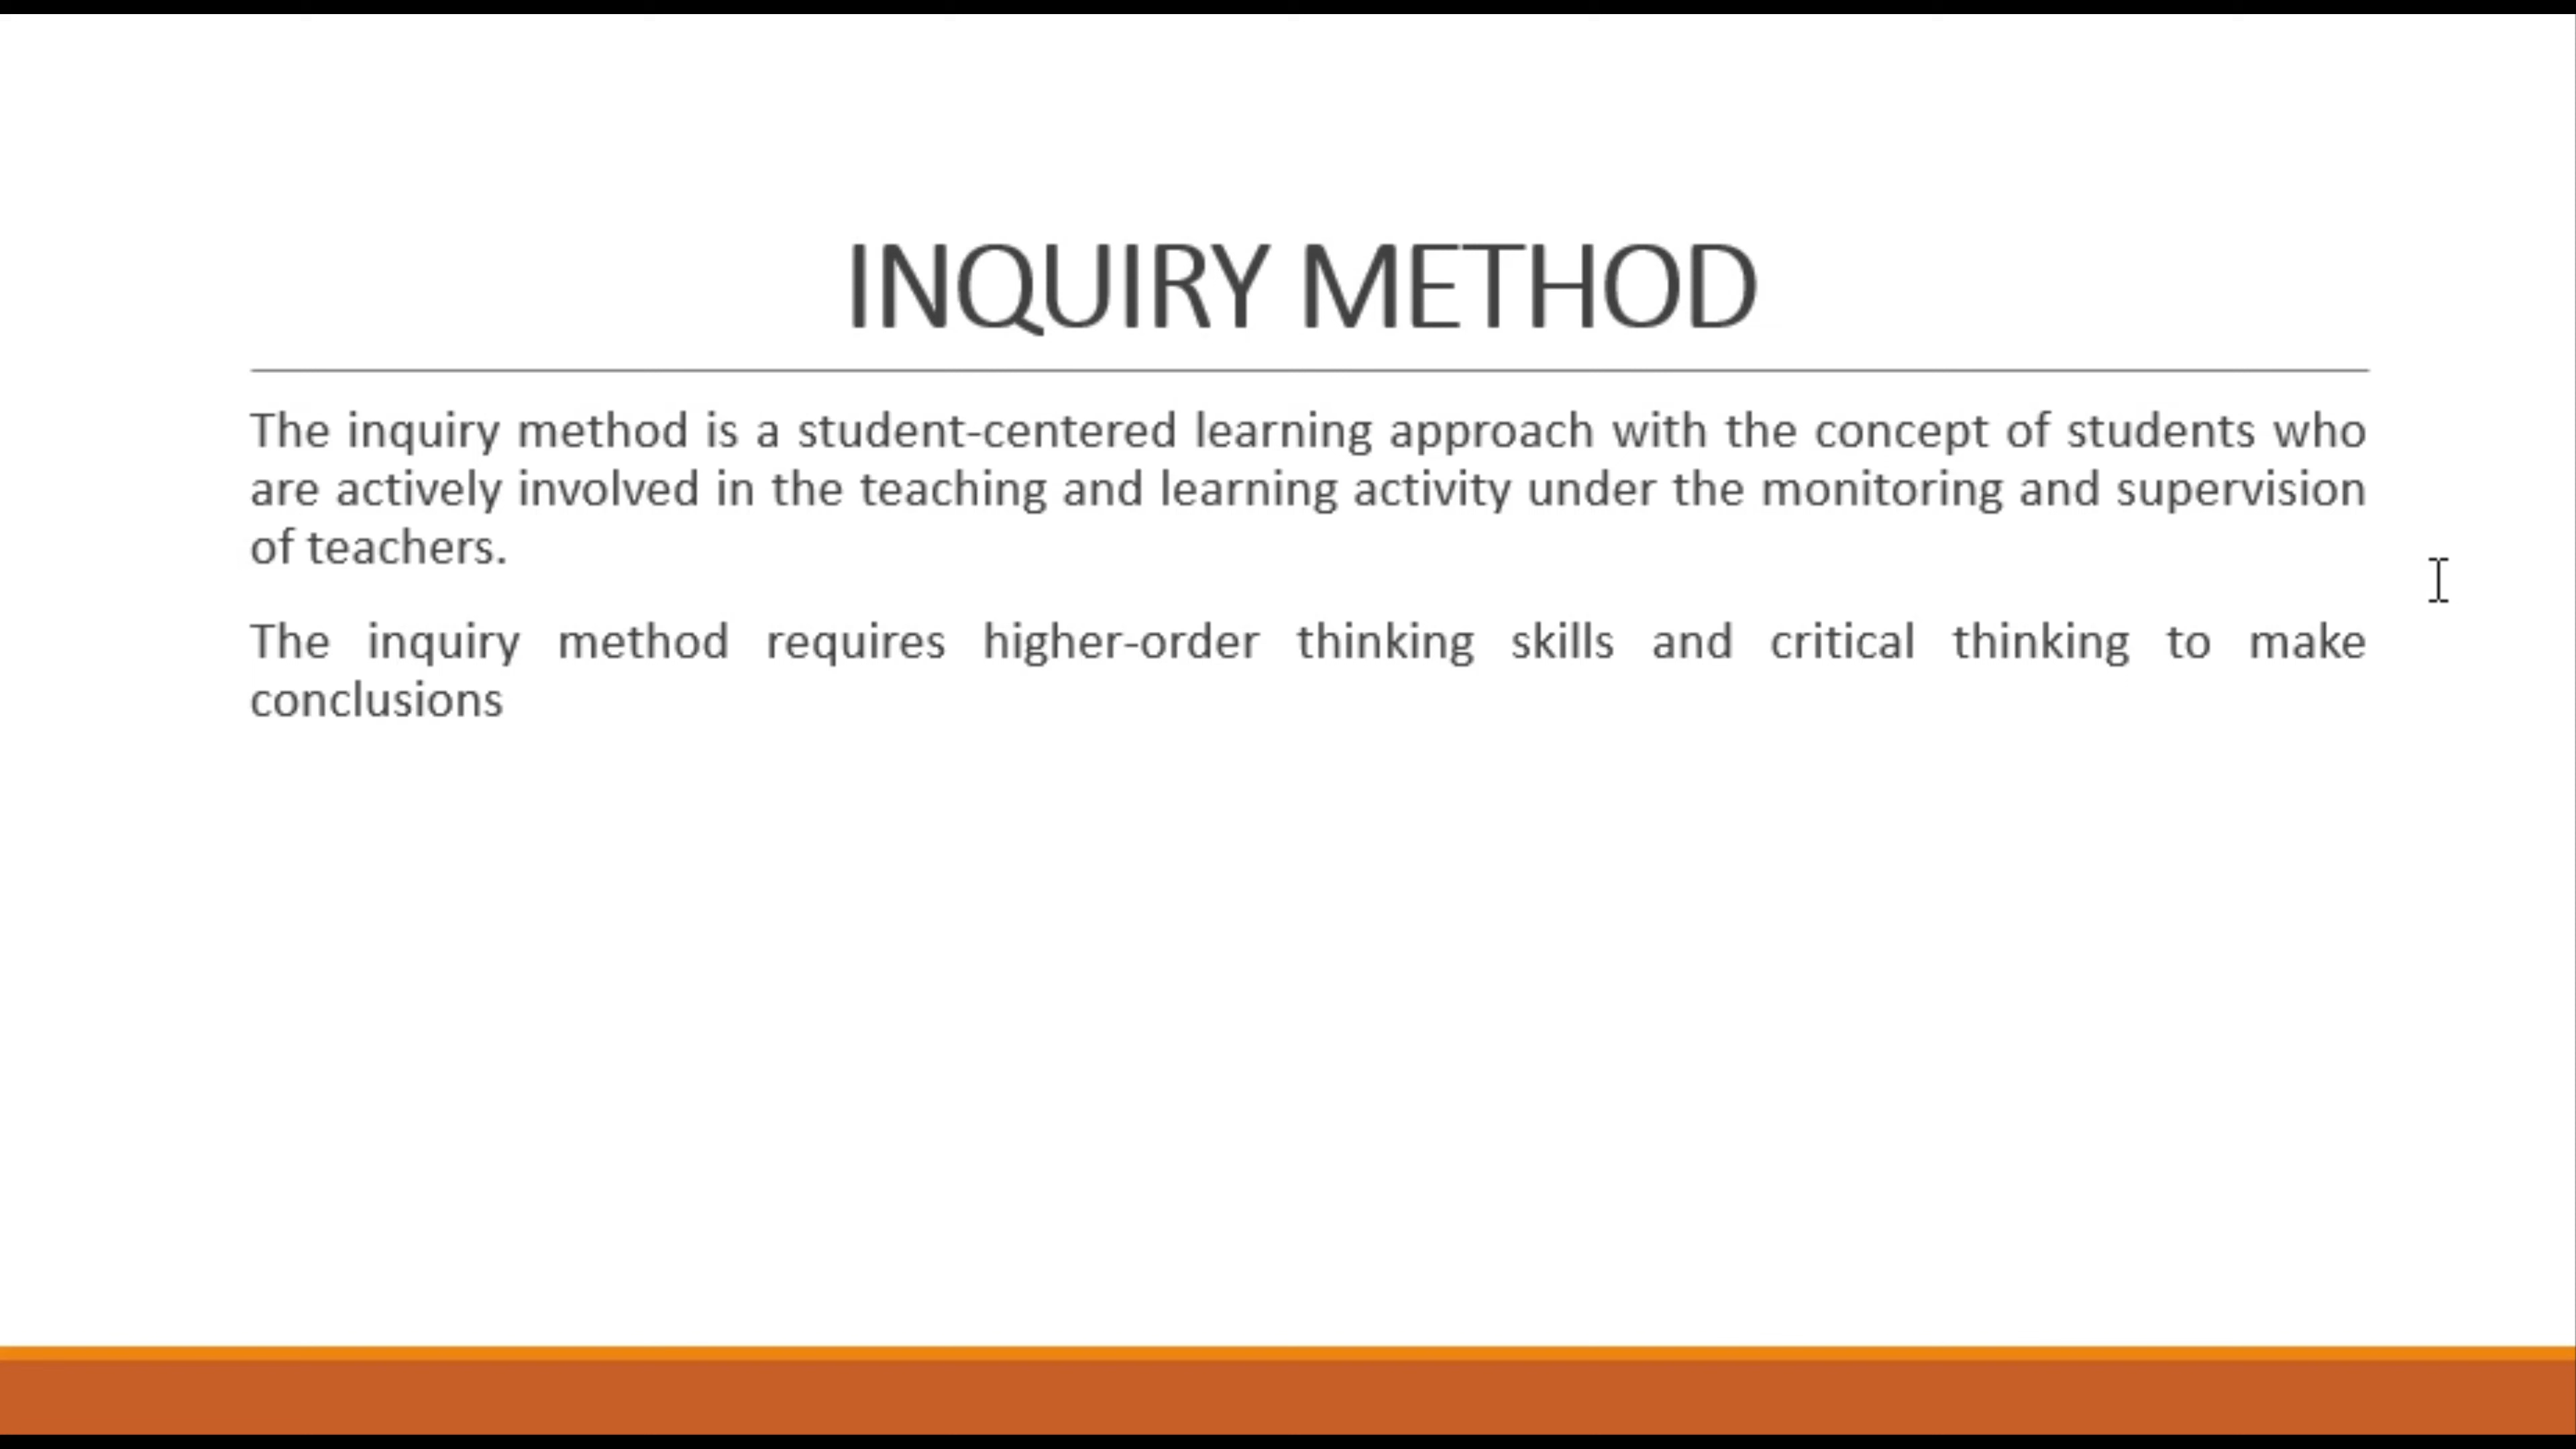 INQUIRY METHOD
The inquiry method is a student-centered learning approach with the concept of students who
are actively involved in the teaching and learning activity under the monitoring and supervision
of teachers.
The inquiry method requires higher-order thinking skills and critical thinking to make
conclusions